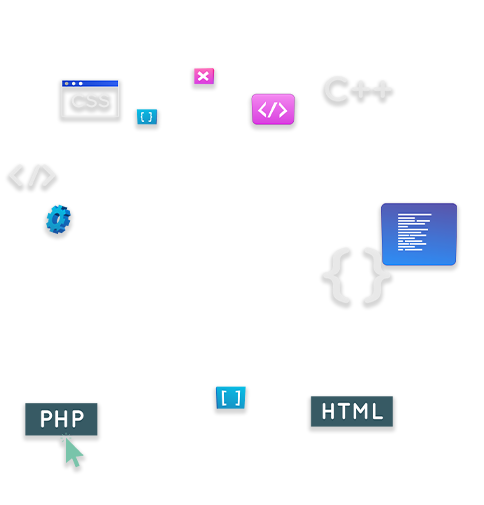 CSS
C++
</>
[ ]
</>
{ }
PHP
[ ]
HTML